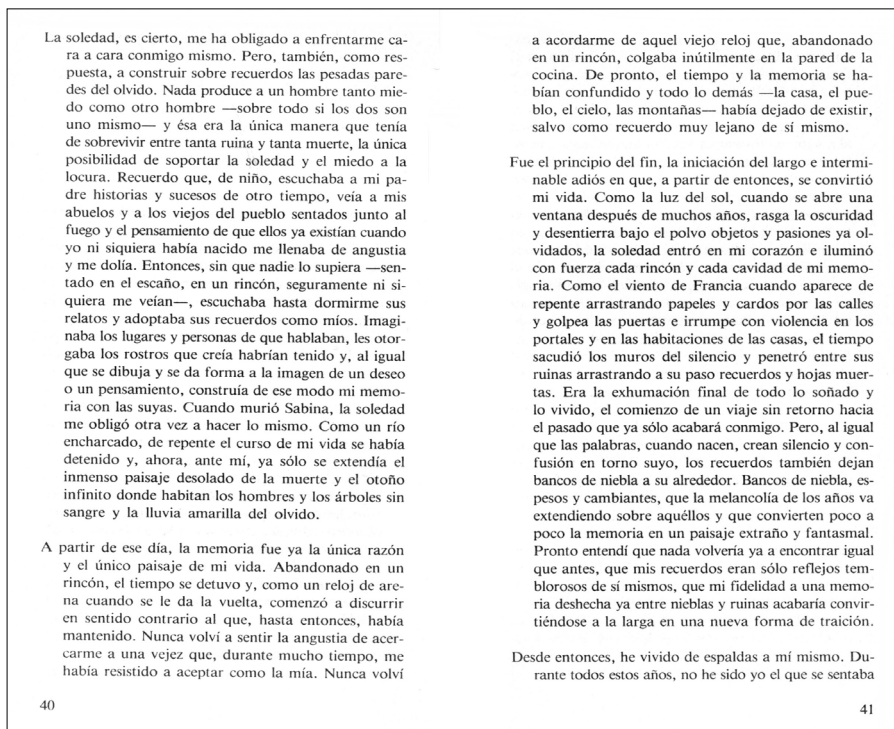 La soledad, es cierto, me ha obligado a enfrentarme ca-
ra a cara conmigo mismo. Pero, también, como res-
puesta, a construir sobre recuerdos las pesadas pare-
des del olvido. Nada produce a un hombre tanto mie-
do como otro hombre —sobre todo si los dos son
uno mismo— y ésa era la única manera que tenía
de sobrevivir entre tanta ruina y tanta muerte, la única
posibilidad de soportar la soledad y el miedo a la
locura. Recuerdo que, de niño, escuchaba a mi pa-
dre historias y sucesos de otro tiempo, veía a mis
abuelos y a los viejos del pueblo sentados junto al
fuego y el pensamiento de que ellos ya existían cuando
yo ni siquiera había nacido me llenaba de angustia
y me dolía. Entonces, sin que nadie lo supiera —sen-
tado en el escaño, en un rincón, seguramente ni si-
quiera me veían—, escuchaba hasta dormirme sus
relatos y adoptaba sus recuerdos como míos. Imagi-
naba los lugares y personas de que hablaban, les otor-
gaba los rostros que creía habrían tenido y, al igual
que se dibuja y se da forma a la imagen de un deseo
o un pensamiento, construía de ese modo mi memo-
ria con las suyas. Cuando murió Sabina, la soledad
me obligó otra vez a hacer lo mismo. Como un río
encharcado, de repente el curso de mi vida se había
detenido y, ahora, ante mí, ya sólo se extendía el
inmenso paisaje desolado de la muerte y el otoño
infinito donde habitan los hombres y los árboles sin
sangre y la lluvia amarilla del olvido.
A partir de ese día, la memoria fue ya la única razón
y el único paisaje de mi vida. Abandonado en un
rincón, el tiempo se detuvo y, como un reloj de are-
na cuando se le da la vuelta, comenzó a discurrir
en sentido contrario al que, hasta entonces, había
mantenido. Nunca volví a sentir la angustia de acer-
carme a una vejez que, durante mucho tiempo, me
había resistido a aceptar como la mía. Nunca volví
40
a acordarme de aquel viejo reloj que, abandonado
en un rincón, colgaba inútilmente en la pared de la
cocina. De pronto, el tiempo y la memoria se ha-
bían confundido y todo lo demás —la casa, el pue-
blo, el cielo, las montañas— había dejado de existir,
salvo como recuerdo muy lejano de sí mismo.
Fue el principio del fin, la iniciación del largo e intermi-
nable adiós en que, a partir de entonces, se convirtió
mi vida. Como la luz del sol, cuando se abre una
ventana después de muchos años, rasga la oscuridad
y desentierra bajo el polvo objetos y pasiones ya ol-
vidados, la soledad entró en mi corazón e iluminó
con fuerza cada rincón y cada cavidad de mi memo-
ria. Como el viento de Francia cuando aparece de
repente arrastrando papeles y cardos por las calles
y golpea las puertas e irrumpe con violencia en los
portales y en las habitaciones de las casas, el tiempo
sacudió los muros del silencio y penetró entre sus
ruinas arrastrando a su paso recuerdos y hojas muer-
tas. Era la exhumación final de todo lo soñado y
lo vivido, el comienzo de un viaje sin retorno hacia
el pasado que ya sólo acabará conmigo. Pero, al igual
que las palabras, cuando nacen, crean silencio y con-
fusión en torno suyo, los recuerdos también dejan
bancos de niebla a su alrededor. Bancos de niebla, es-
pesos y cambiantes, que la melancolía de los años va
extendiendo sobre aquéllos y que convierten poco a
poco la memoria en un paisaje extraño y fantasmal.
Pronto entendí que nada volvería ya a encontrar igual
que antes, que mis recuerdos eran sólo reflejos tem-
blorosos de sí mismos, que mi fidelidad a una memo-
ria deshecha ya entre nieblas y ruinas acabaría convir-
tiéndose a la larga en una nueva forma de traición.
Desde entonces, he vivido de espaldas a mí mismo. Du-
rante todos estos años, no he sido yo el que se sentaba
41